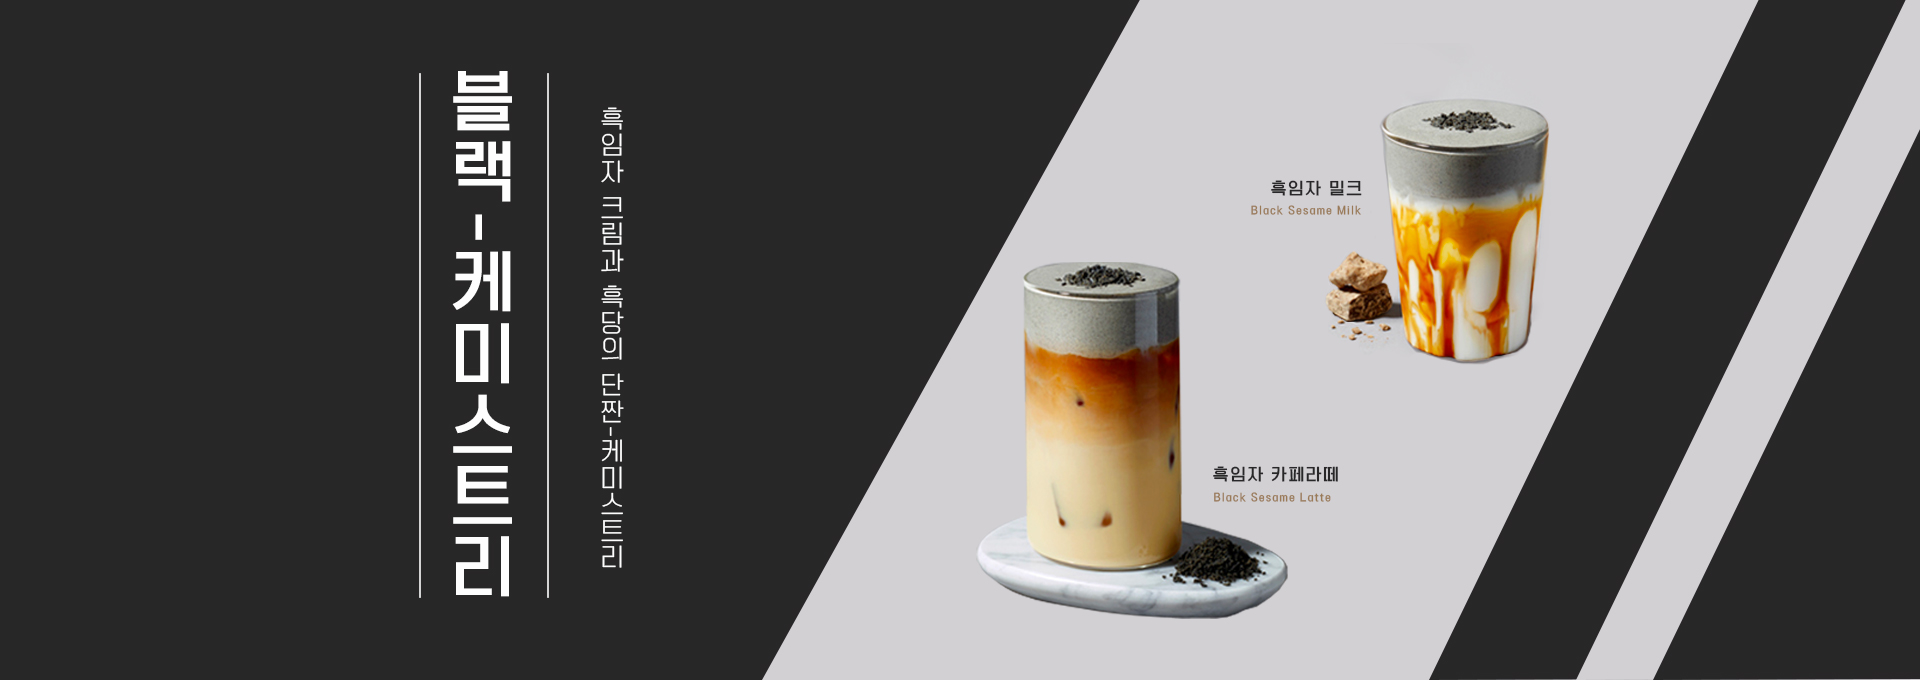 블랙-케미스트리
흑임자 크림과 흑당의 단짠-케미스트리
흑임자 밀크
Black Sesame Milk
흑임자 카페라떼
Black Sesame Latte